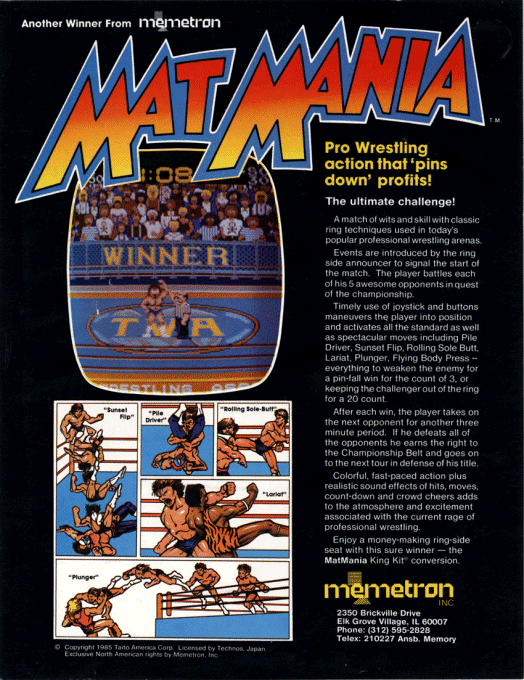 Another Winner From memetron
MAT MANIA
T.M.
Pro Wrestling
action that 'pins
down' profits!
The ultimate challenge!
A match of wits and skill with classic
ring techniques used in today's
popular professional wrestling arenas.
Events are introduced by the ring
side announcer to signal the start of
the match. The player battles each
of his 5 awesome opponents in quest
of the championship.
Timely use of joystick and buttons
maneuvers the player into position
and activates all the standard as well
as spectacular moves including Pile
Driver, Sunset Flip, Rolling Sole Butt,
Lariat, Plunger, Flying Body Press –
everything to weaken the enemy for
a pin-fall win for the count of 3, or
keeping the challenger out of the ring
for a 20 count.
After each win, the player takes on
the next opponent for another three
minute period. If he defeats all of
the opponents he earns the right to
the Championship Belt and goes on
to the next tour in defense of his title.
Colorful, fast-paced action plus
realistic sound effects of hits, moves,
count-down and crowd cheers adds
to the atmosphere and excitement
associated with the current rage of
professional wrestling.
Enjoy a money-making ring-side
seat with this sure winner — the
MatMania King Kit® conversion.
:08
WINNER
TWA
"Sunset
Flip"
"Pile
Driver"
"Rolling Sole-Butt"
"Lariat"
"Plunger"
memetron
INC
2350 Brickville Drive
Elk Grove Village, IL 60007
Phone: (312) 595-2828
Telex: 210227 Ansb. Memory
© Copyright 1985 Taito America Corp. Licensed by Technos, Japan.
Exclusive North American rights by Memetron, Inc.